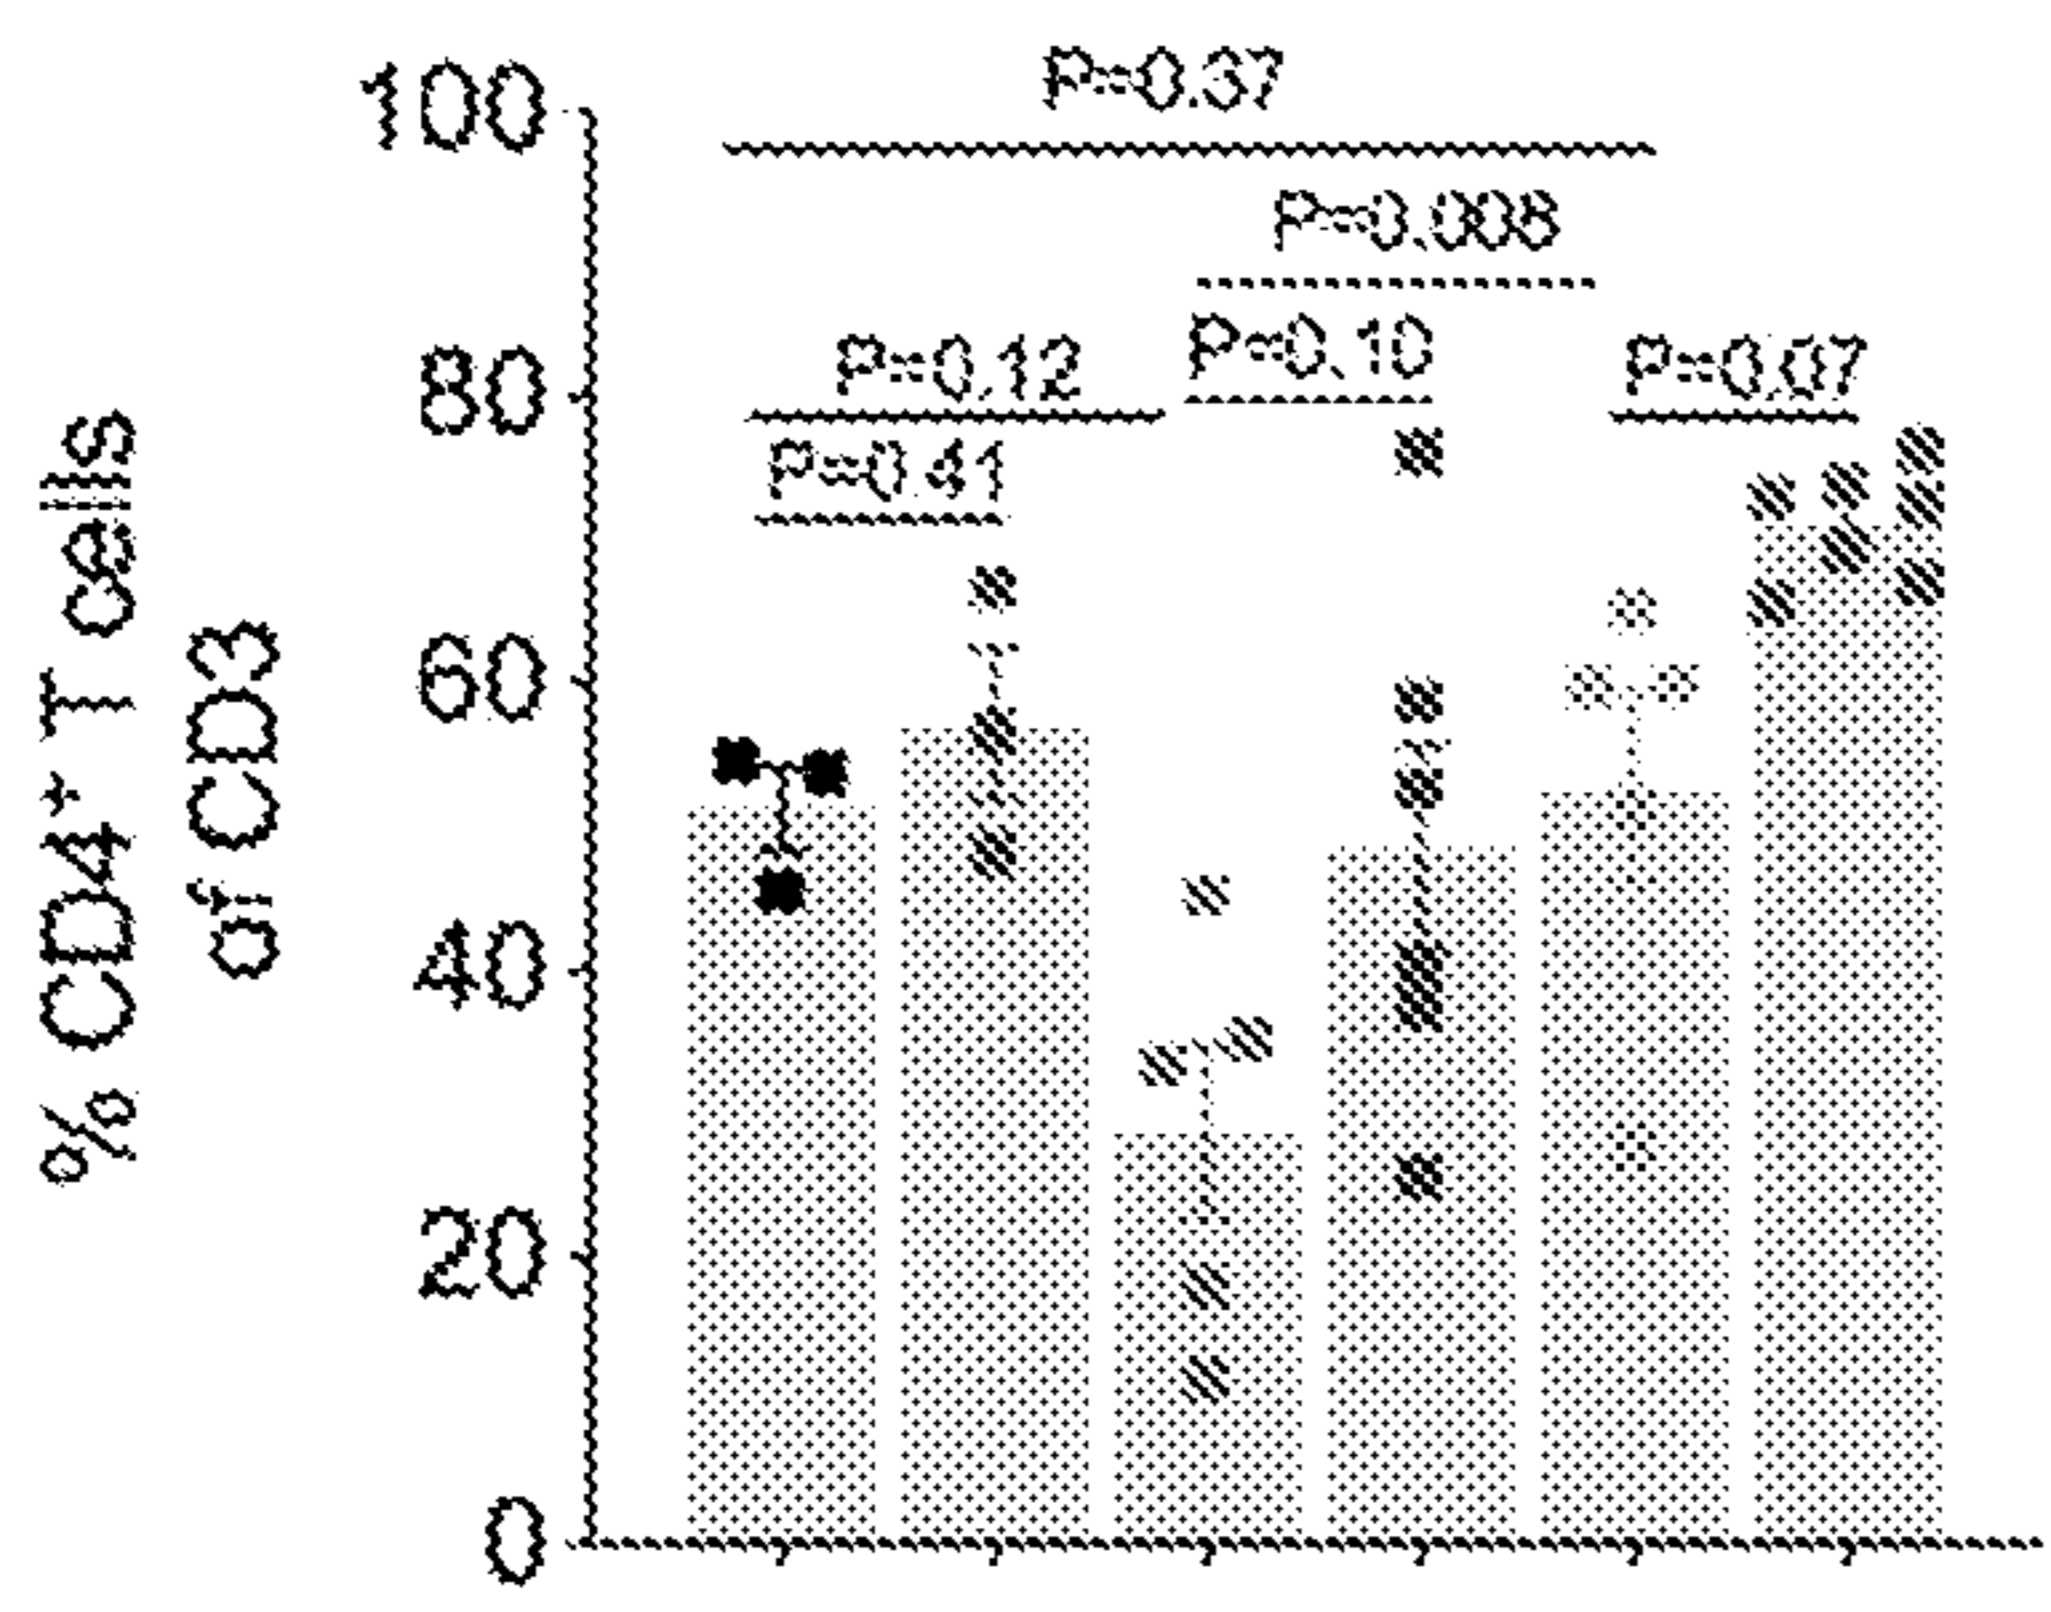 % CD4⁺ T cells
of CD3
100
80
60
40
20
0
P=0.37
P=0.008
P=0.10
P=0.12
P=0.07
P=0.41